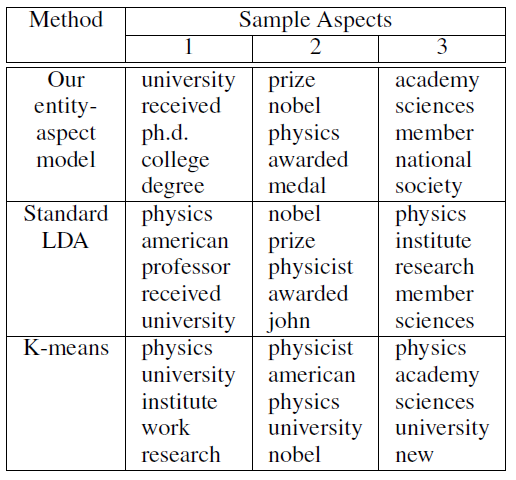 Method Sample Aspects
1 2 3
Our university prize academy
entity- received nobel sciences
aspect ph.d. physics member
model college awarded national
degree medal society
Standard physics nobel physics
LDA american prize institute
professor physicist research
received awarded member
university john sciences
K-means physics physicist physics
university american academy
institute physics sciences
work university university
research nobel new